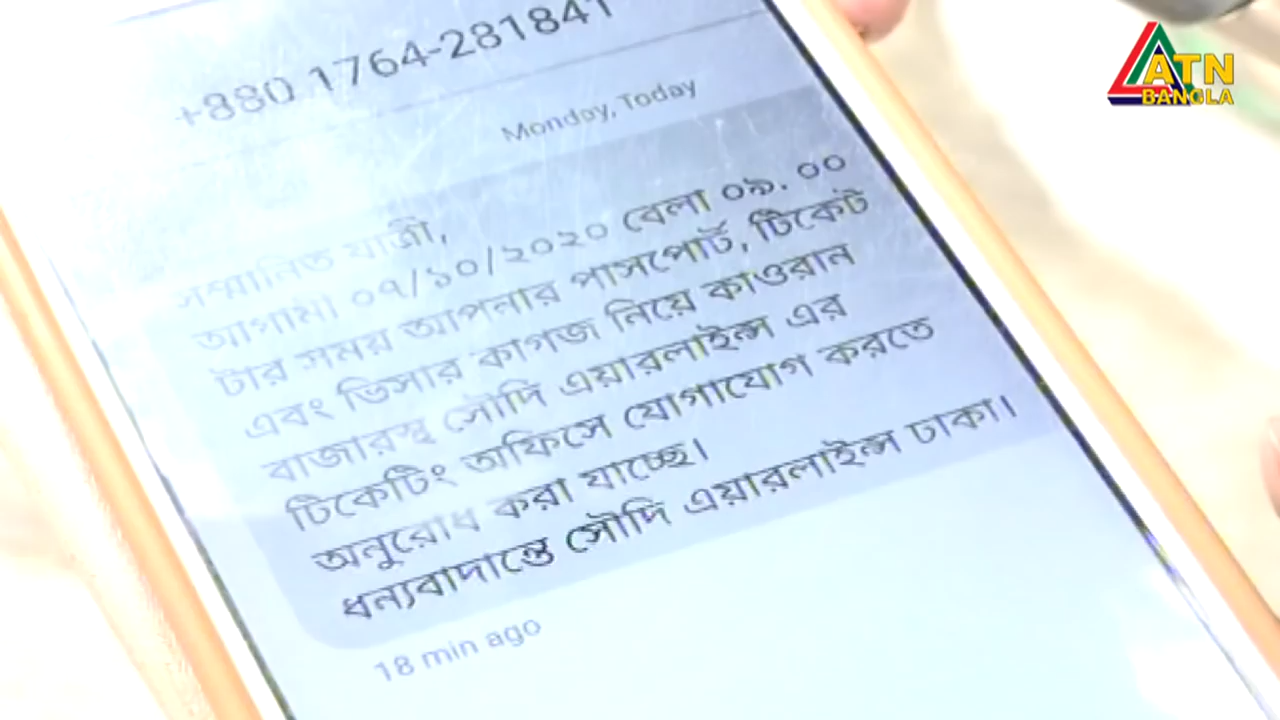 ATN
BANGLA
+880 1764-281841
Monday, Today
সম্মানিত যাত্রী,
আগামী ০৭/১০/২০২০ বেলা ০৯. ০০
টার সময় আপনার পাসপোর্ট, টিকেট
এবং ভিসার কাগজ নিয়ে কাওরান
বাজারস্থ সৌদি এয়ারলাইন্স এর
টিকেটিং অফিসে যোগাযোগ করতে
অনুরোধ করা যাচ্ছে।
ধন্যবাদান্তে সৌদি এয়ারলাইন্স ঢাকা।
18 min ago